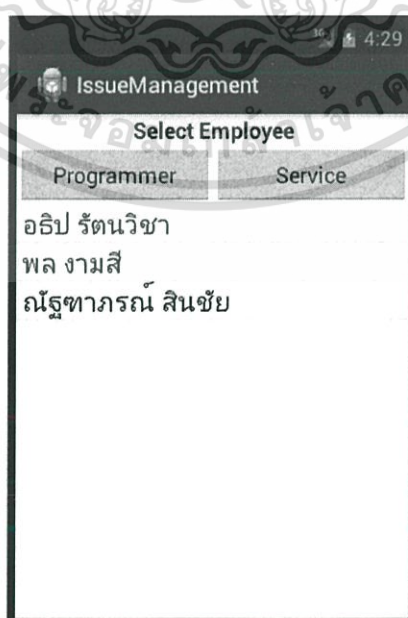 3G 4:29
IssueManagement
Select Employee
Programmer Service
อธิป รัตนวิชา
พล งามสี
ณัฐฑาภรณ์ สินชัย